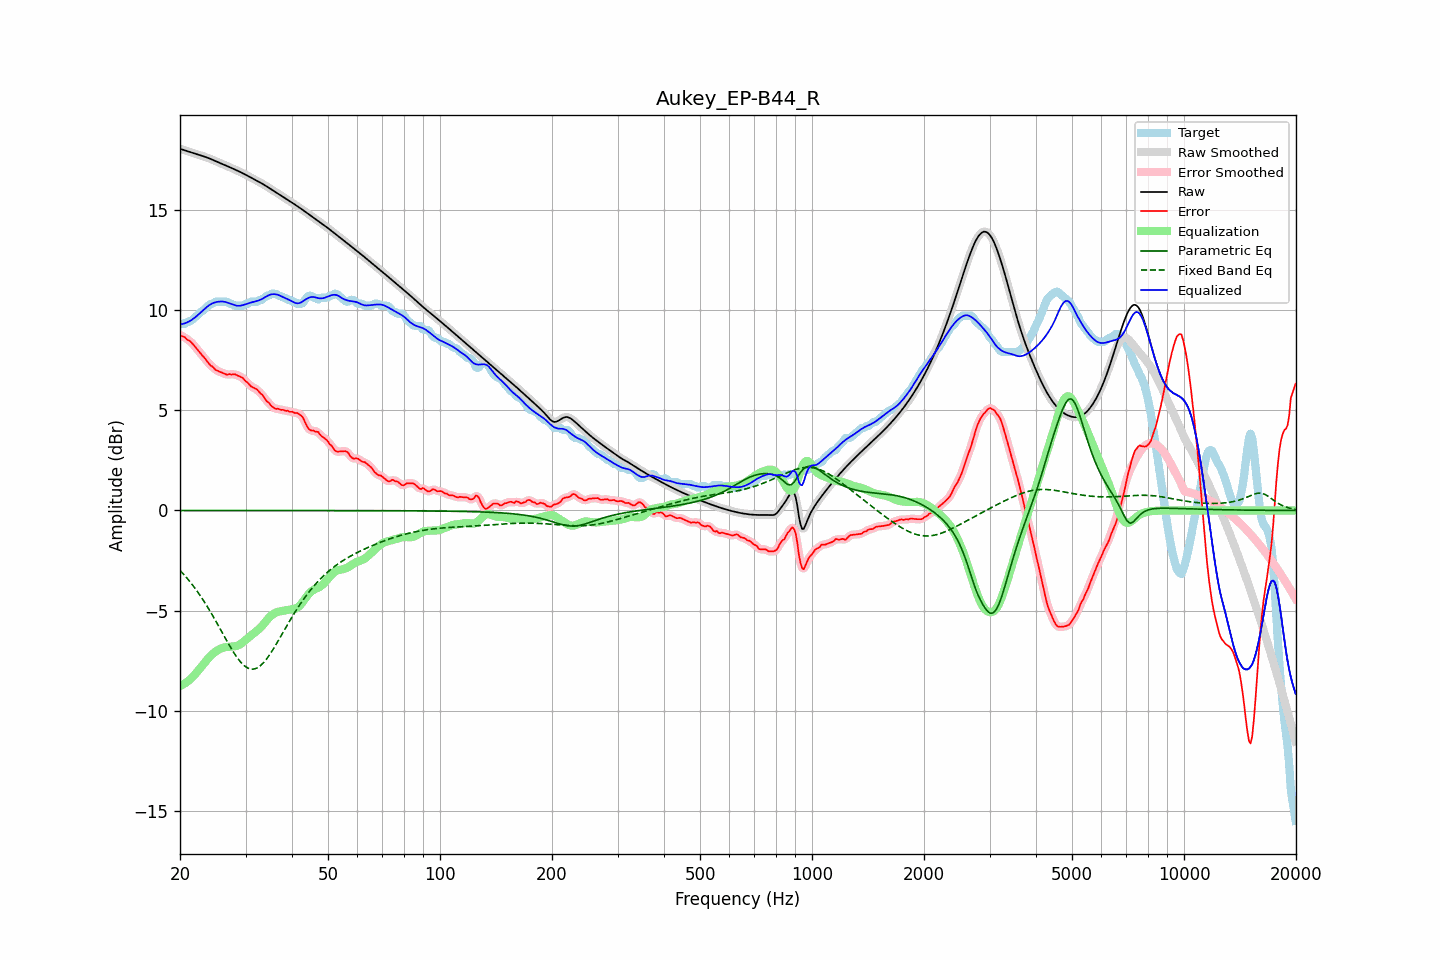 Aukey_EP-B44_R
Target
Raw Smoothed
Error Smoothed
Raw
Error
Equalization
Parametric Eq
Fixed Band Eq
Equalized
Amplitude (dBr)
15
10
5
0
−5
−10
−15
20
50
100
200
500
1000
2000
5000
10000
20000
Frequency (Hz)